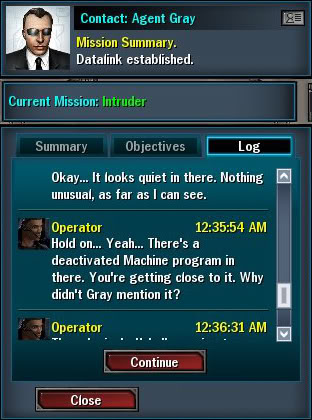 Contact: Agent Gray
Mission Summary.
Datalink established.
Current Mission: Intruder
Summary Objectives Log
Okay... It looks quiet in there. Nothing
unusual, as far as I can see.
Operator 12:35:54 AM
Hold on... Yeah... There's a
deactivated Machine program in
there. You're getting close to it. Why
didn't Gray mention it?
Operator 12:36:31 AM
Continue
Close